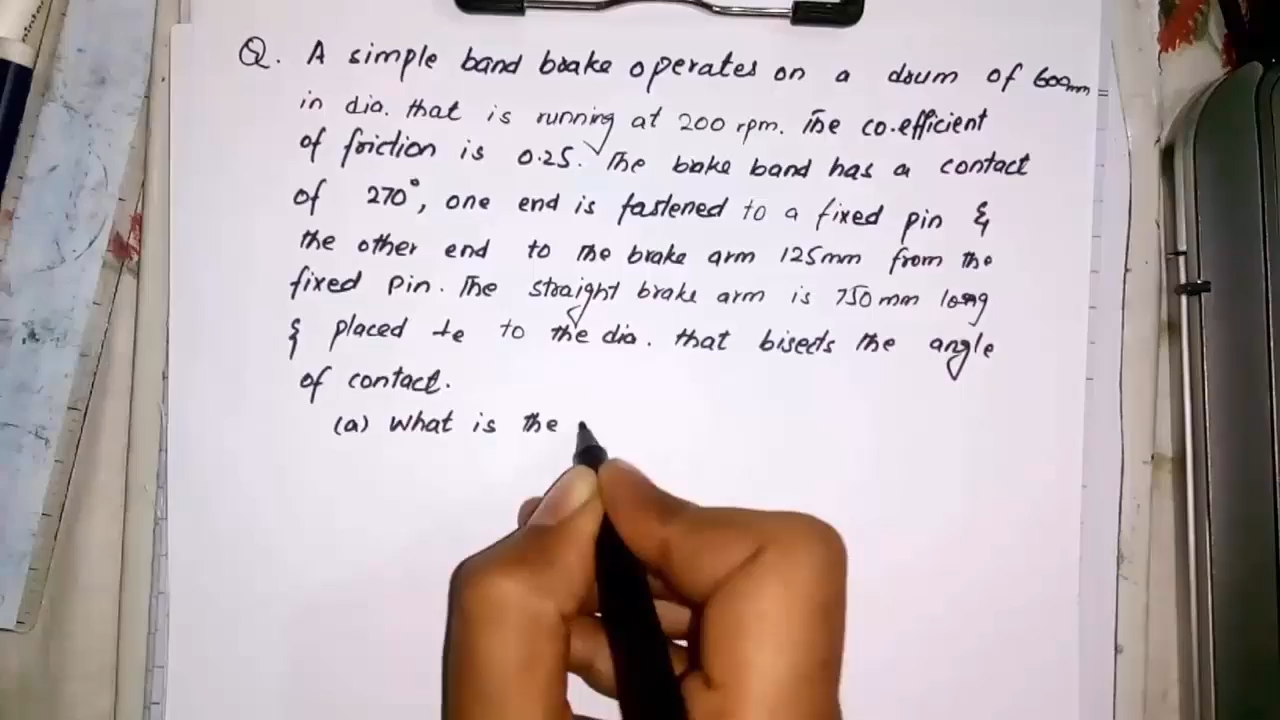 Q. A simple band brake operates on a drum of 600mm
in dia. that is running at 200 rpm. The co.efficient
of friction is 0.25. The bake band has a contact
of 270°, one end is fastened to a fixed pin &
the other end to the brake arm 125mm from the
fixed pin. The straight brake arm is 750mm long
& placed ⊥e to the dia. that bisects the angle
of contact.
(a) What is the